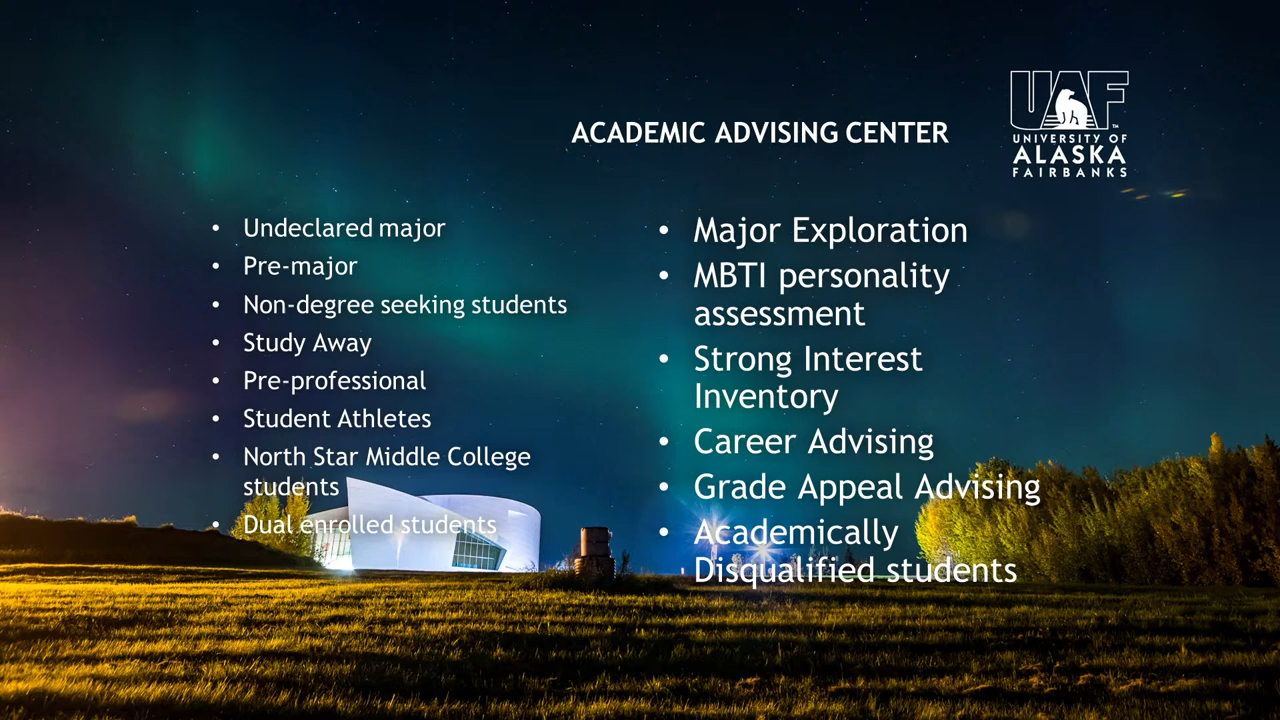 ACADEMIC ADVISING CENTER
UAF
UNIVERSITY OF
ALASKA
FAIRBANKS
• Undeclared major
• Pre-major
• Non-degree seeking students
• Study Away
• Pre-professional
• Student Athletes
• North Star Middle College
students
• Dual enrolled students
• Major Exploration
• MBTI personality
assessment
• Strong Interest
Inventory
• Career Advising
• Grade Appeal Advising
• Academically
Disqualified students